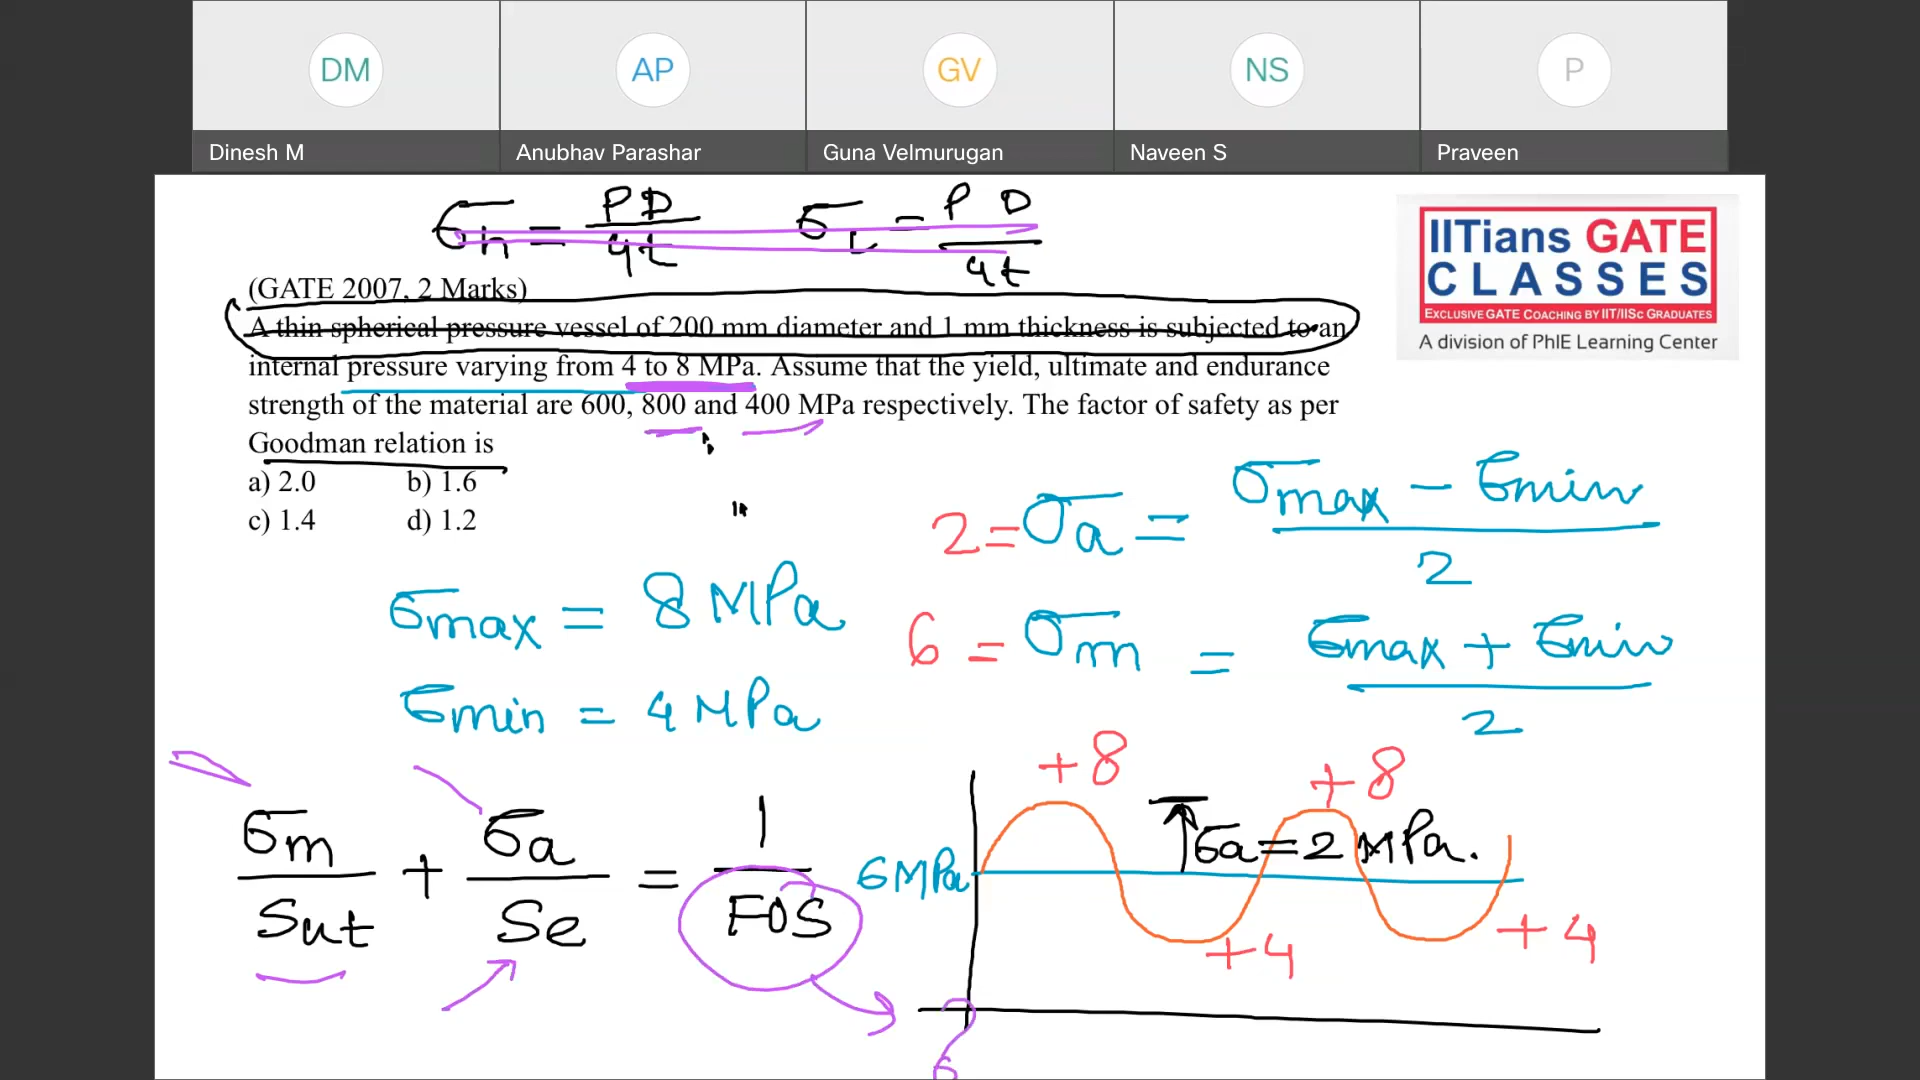 DM
AP
GV
NS
P
Dinesh M
Anubhav Parashar
Guna Velmurugan
Naveen S
Praveen
σh = PD/4t
σL = PD/4t
IITians GATE
CLASSES
EXCLUSIVE GATE COACHING BY IIT/IISc GRADUATES
A division of PhIE Learning Center
(GATE 2007, 2 Marks)
A thin spherical pressure vessel of 200 mm diameter and 1 mm thickness is subjected to an
internal pressure varying from 4 to 8 MPa. Assume that the yield, ultimate and endurance
strength of the material are 600, 800 and 400 MPa respectively. The factor of safety as per
Goodman relation is
a) 2.0 b) 1.6
c) 1.4 d) 1.2
2 = σa = σmax - σmin / 2
σmax = 8 MPa
6 = σm = σmax + σmin / 2
σmin = 4 MPa
σm/Sut + σa/Se = 1/FOS
+8
+8
σa = 2 MPa.
6 MPa
+4
+4